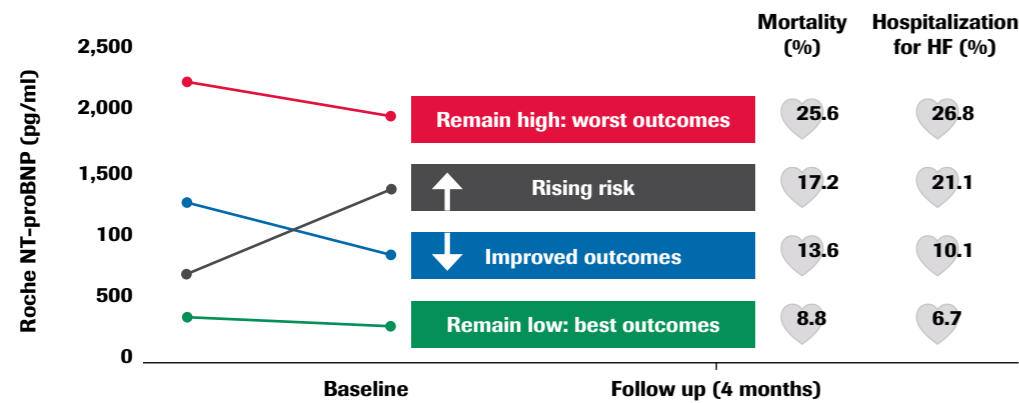 Mortality
(%)
Hospitalization
for HF (%)
Roche NT-proBNP (pg/ml)
2,500
2,000
1,500
100
500
0
Remain high: worst outcomes
25.6
26.8
Rising risk
17.2
21.1
Improved outcomes
13.6
10.1
Remain low: best outcomes
8.8
6.7
Baseline
Follow up (4 months)